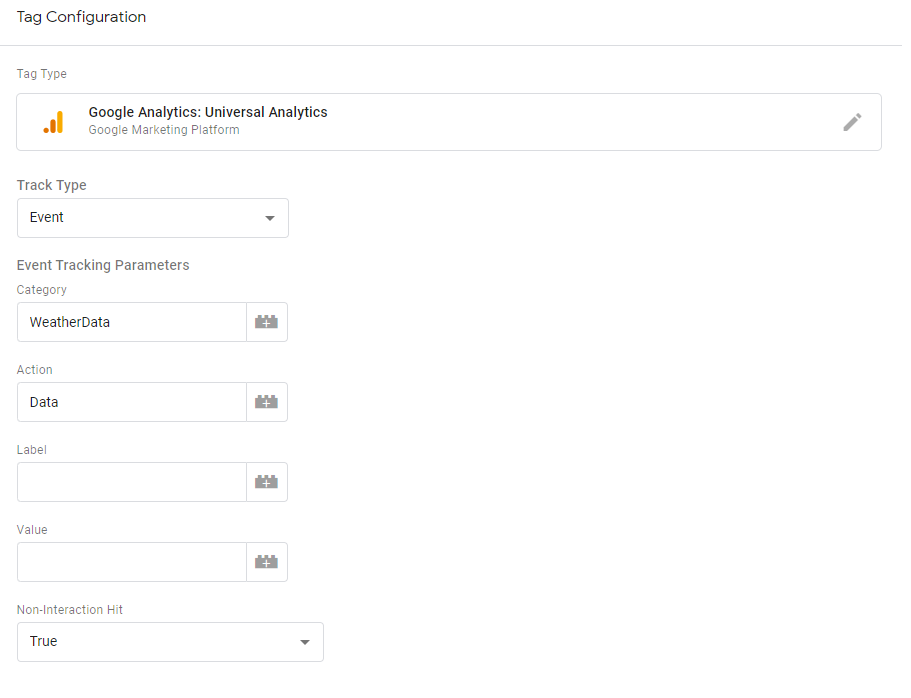 Tag Configuration
Tag Type
Google Analytics: Universal Analytics
Google Marketing Platform
Track Type
Event
Event Tracking Parameters
Category
WeatherData
Action
Data
Label
Value
Non-Interaction Hit
True